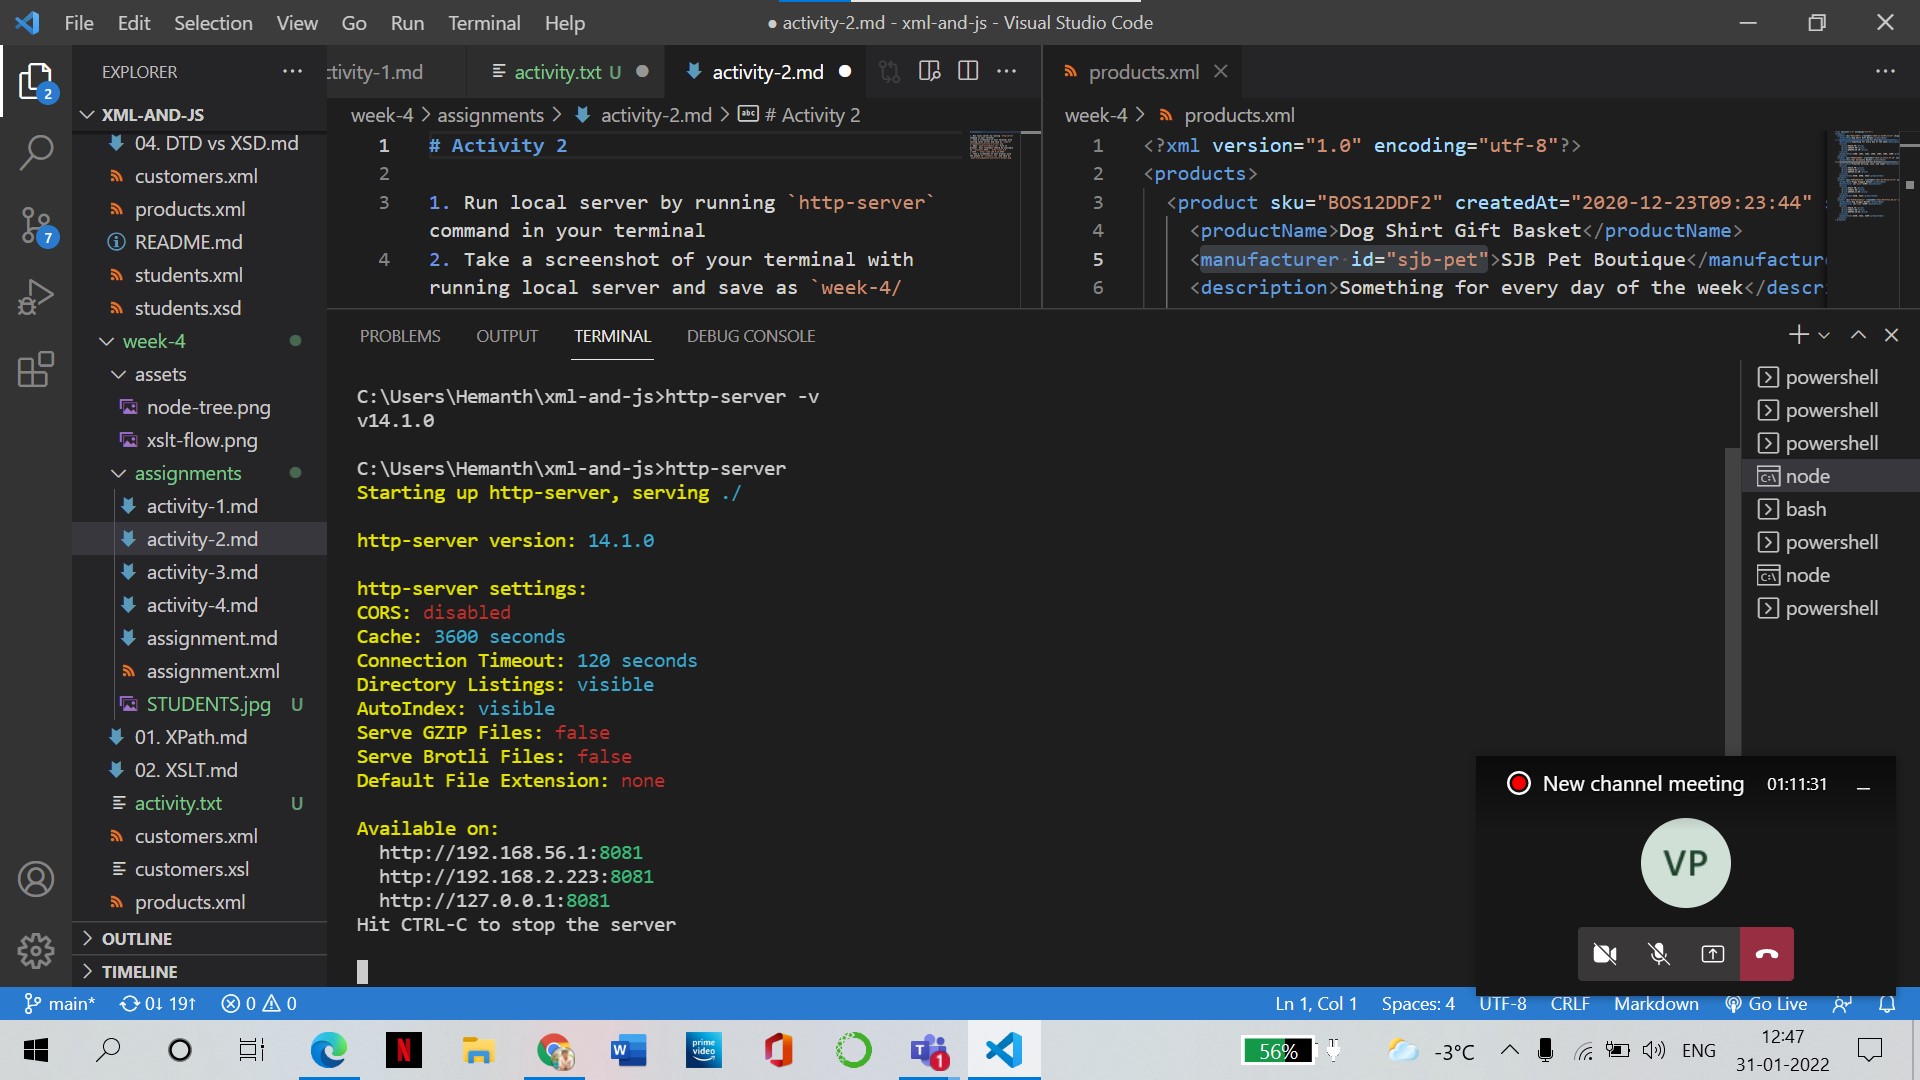 File Edit Selection View Go Run Terminal Help
● activity-2.md - xml-and-js - Visual Studio Code
EXPLORER
ctivity-1.md
activity.txt U
activity-2.md
products.xml
2
7
XML-AND-JS
04. DTD vs XSD.md
customers.xml
products.xml
README.md
students.xml
students.xsd
week-4
assets
node-tree.png
xslt-flow.png
assignments
activity-1.md
activity-2.md
activity-3.md
activity-4.md
assignment.md
assignment.xml
STUDENTS.jpg U
01. XPath.md
02. XSLT.md
activity.txt U
customers.xml
customers.xsl
products.xml
OUTLINE
TIMELINE
week-4 > assignments > activity-2.md > # Activity 2
1 # Activity 2
2
3 1. Run local server by running `http-server`
command in your terminal
4 2. Take a screenshot of your terminal with
running local server and save as `week-4/
week-4 > products.xml
1 <?xml version="1.0" encoding="utf-8"?>
2 <products>
3 <product sku="BOS12DDF2" createdAt="2020-12-23T09:23:44"
4 <productName>Dog Shirt Gift Basket</productName>
5 <manufacturer id="sjb-pet">SJB Pet Boutique</manufactur
6 <description>Something for every day of the week</descr
PROBLEMS OUTPUT TERMINAL DEBUG CONSOLE
C:\Users\Hemanth\xml-and-js>http-server -v
v14.1.0
C:\Users\Hemanth\xml-and-js>http-server
Starting up http-server, serving ./
http-server version: 14.1.0
http-server settings:
CORS: disabled
Cache: 3600 seconds
Connection Timeout: 120 seconds
Directory Listings: visible
AutoIndex: visible
Serve GZIP Files: false
Serve Brotli Files: false
Default File Extension: none
Available on:
http://192.168.56.1:8081
http://192.168.2.223:8081
http://127.0.0.1:8081
Hit CTRL-C to stop the server
powershell
powershell
powershell
node
bash
powershell
node
powershell
New channel meeting 01:11:31
VP
main* 0↓ 19↑ 0 0
Ln 1, Col 1 Spaces: 4 UTF-8 CRLF Markdown Go Live
prime video
1
56%
-3°C
ENG
12:47
31-01-2022